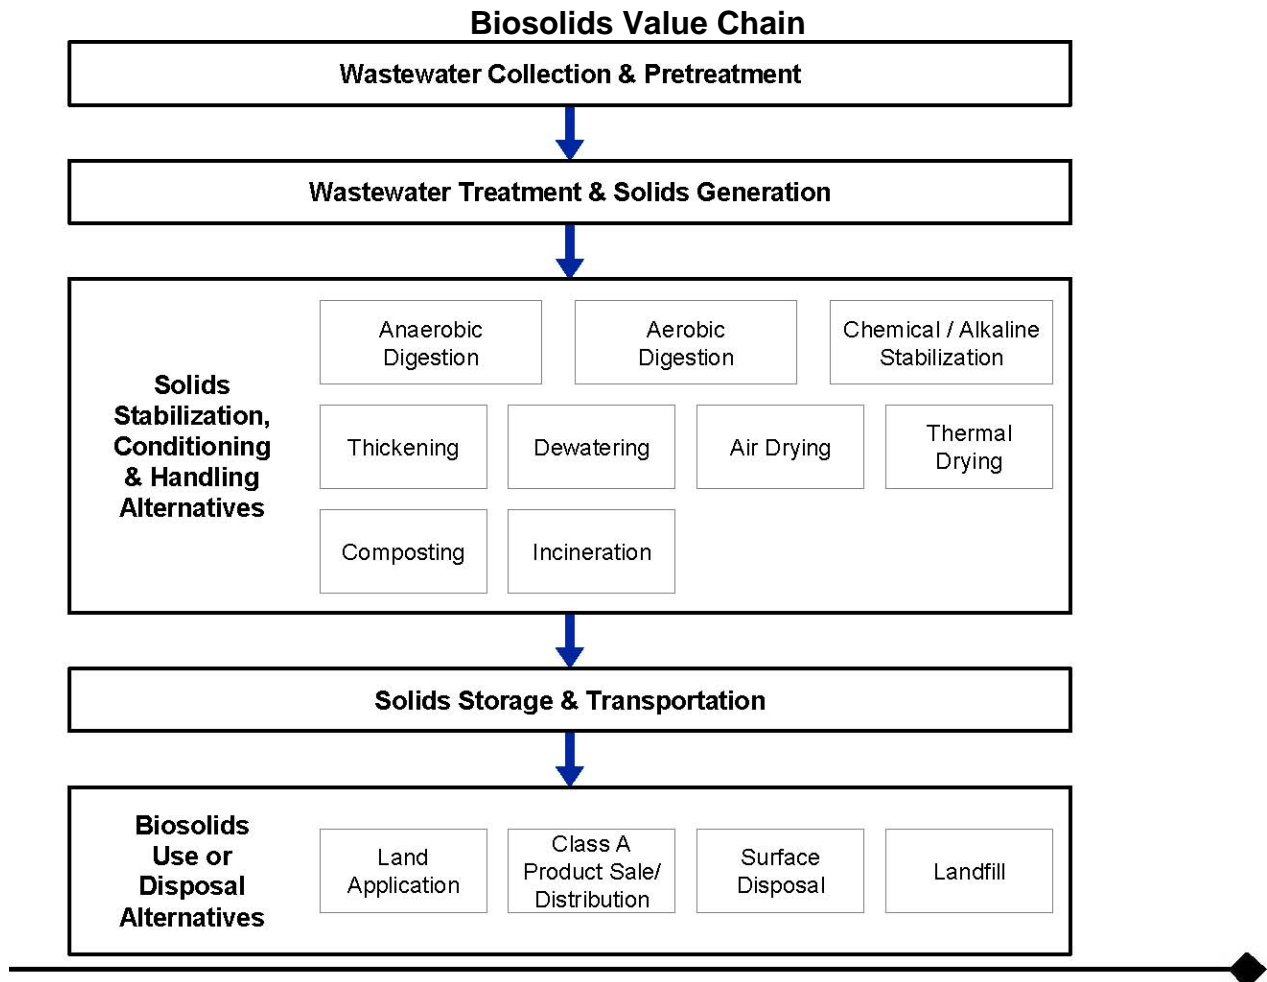 Biosolids Value Chain
Wastewater Collection & Pretreatment
Wastewater Treatment & Solids Generation
Solids
Stabilization,
Conditioning
& Handling
Alternatives
Anaerobic
Digestion
Aerobic
Digestion
Chemical / Alkaline
Stabilization
Thickening
Dewatering
Air Drying
Thermal
Drying
Composting
Incineration
Solids Storage & Transportation
Biosolids
Use or
Disposal
Alternatives
Land
Application
Class A
Product Sale/
Distribution
Surface
Disposal
Landfill